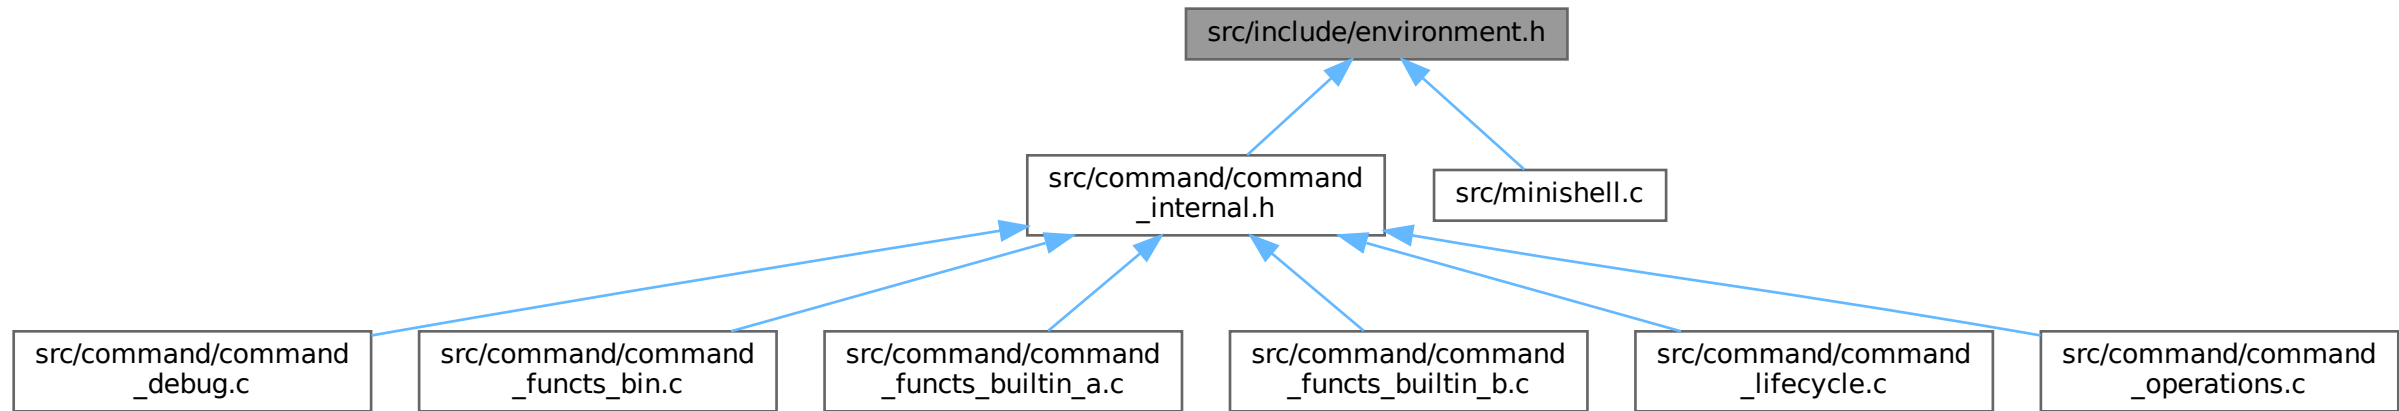 src/include/environment.h
src/command/command
_internal.h
src/minishell.c
src/command/command
_debug.c
src/command/command
_functs_bin.c
src/command/command
_functs_builtin_a.c
src/command/command
_functs_builtin_b.c
src/command/command
_lifecycle.c
src/command/command
_operations.c